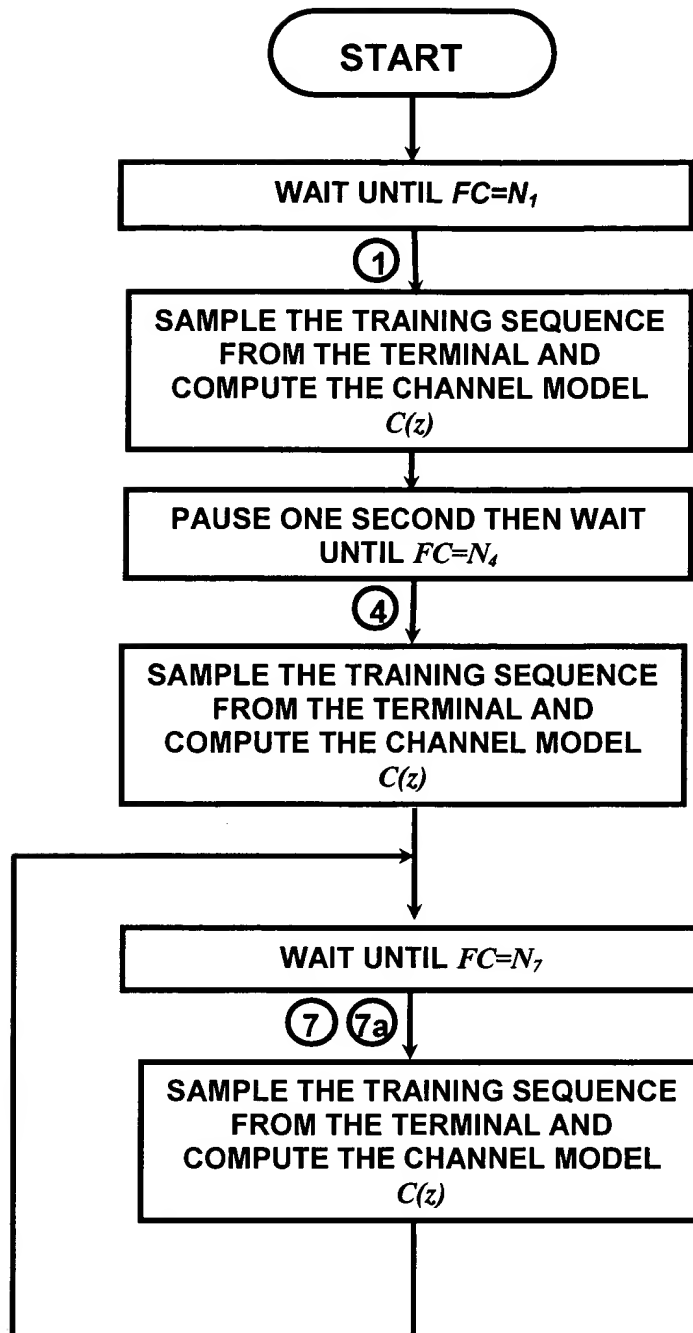 START
WAIT UNTIL FC=N₁
1
SAMPLE THE TRAINING SEQUENCE
FROM THE TERMINAL AND
COMPUTE THE CHANNEL MODEL
C(z)
PAUSE ONE SECOND THEN WAIT
UNTIL FC=N₄
4
SAMPLE THE TRAINING SEQUENCE
FROM THE TERMINAL AND
COMPUTE THE CHANNEL MODEL
C(z)
WAIT UNTIL FC=N₇
7 7a
SAMPLE THE TRAINING SEQUENCE
FROM THE TERMINAL AND
COMPUTE THE CHANNEL MODEL
C(z)